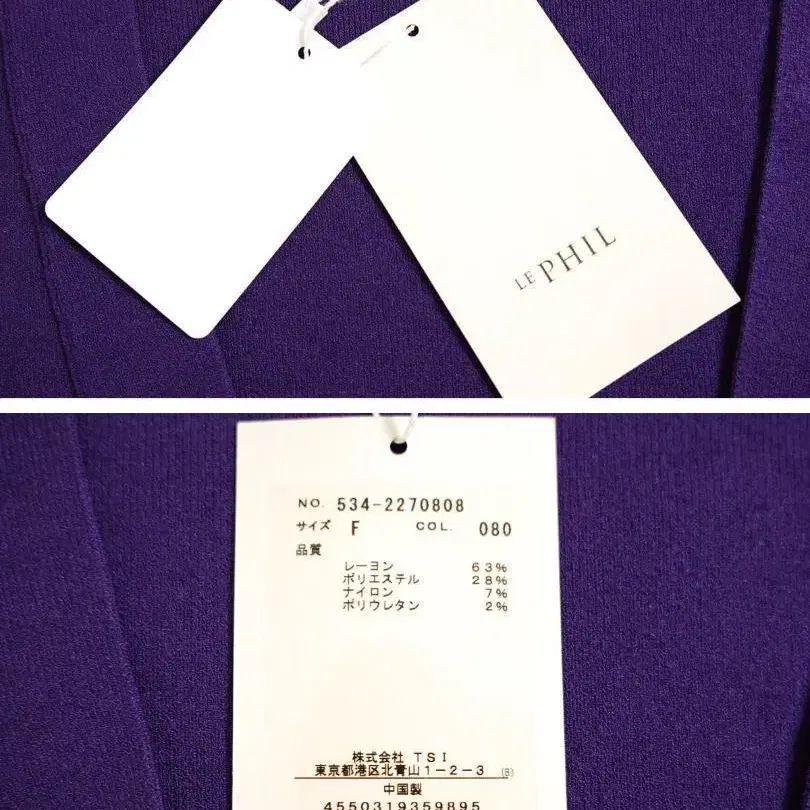 LE PHIL
NO. 534-2270808
サイズ F COL. 080
品質
レーヨン 63%
ポリエステル 28%
ナイロン 7%
ポリウレタン 2%
株式会社 TSI
東京都港区北青山1-2-3 (B)
中国製
4550319359895